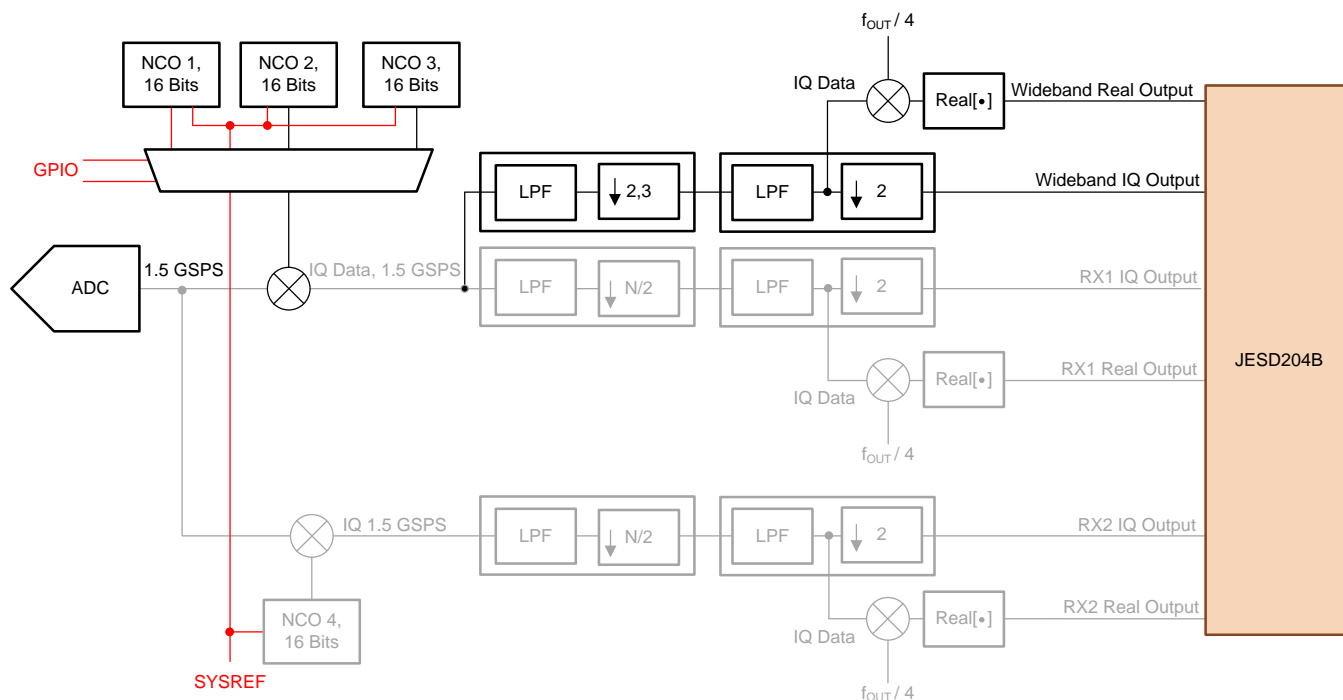 f_OUT / 4
NCO 1,
16 Bits
NCO 2,
16 Bits
NCO 3,
16 Bits
IQ Data
Real[•]
Wideband Real Output
GPIO
LPF
2,3
LPF
2
Wideband IQ Output
ADC
1.5 GSPS
IQ Data, 1.5 GSPS
LPF
N/2
LPF
2
RX1 IQ Output
IQ Data
Real[•]
RX1 Real Output
f_OUT / 4
JESD204B
IQ 1.5 GSPS
LPF
N/2
LPF
2
RX2 IQ Output
NCO 4,
16 Bits
IQ Data
Real[•]
RX2 Real Output
SYSREF
f_OUT / 4